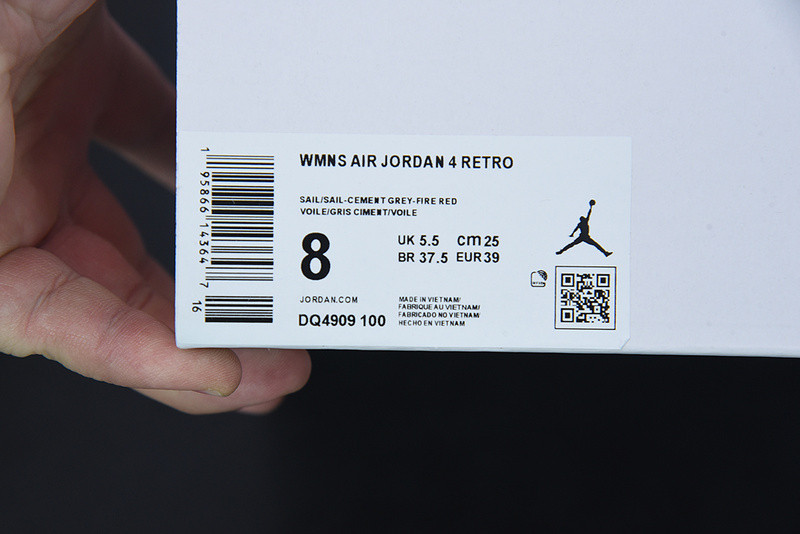 WMNS AIR JORDAN 4 RETRO
SAIL/SAIL-CEMENT GREY-FIRE RED
VOILE/GRIS CIMENT/VOILE
8
UK 5.5 cm 25
BR 37.5 EUR 39
JORDAN.COM
DQ4909 100
MADE IN VIETNAM/
FABRIQUE AU VIETNAM/
FABRICADO NO VIETNAM/
HECHO EN VIETNAM
1 95866 14364 7
16